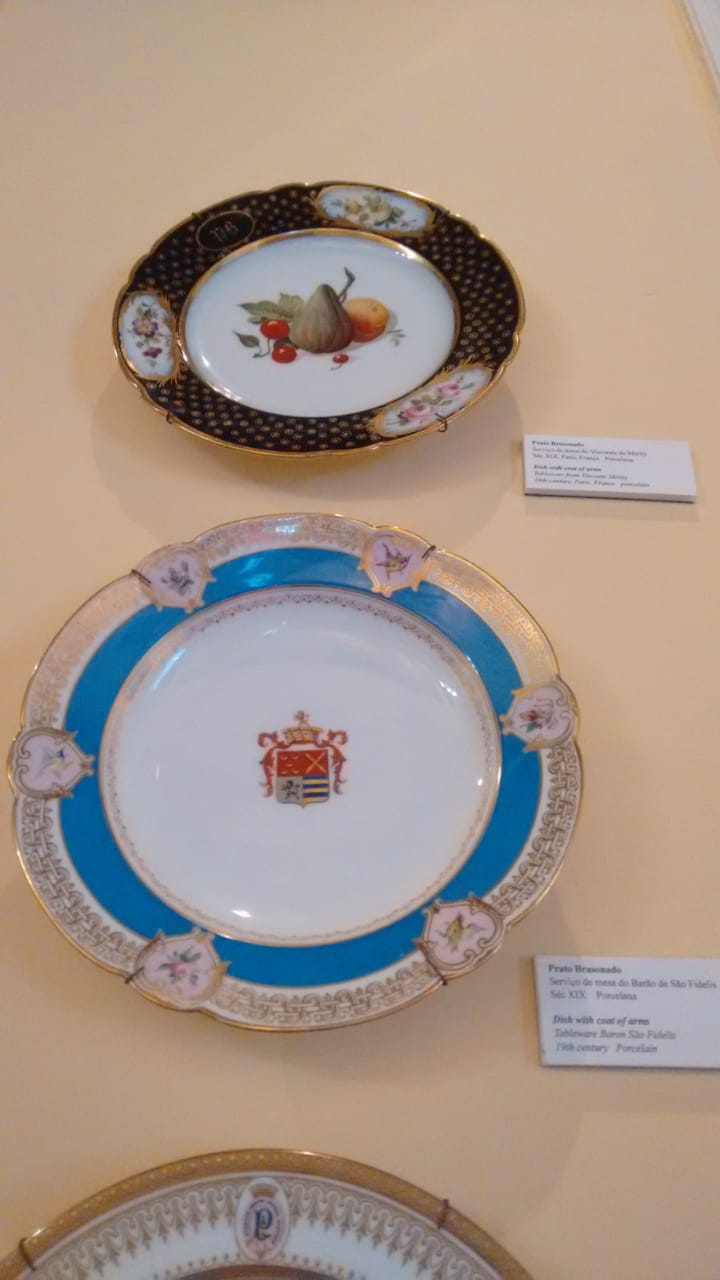 Prato Brasonado
Serviço de mesa do Visconde de Merity
Séc XIX, Paris, França Porcelana
Dish with coat of arms
Tableware from Viscount Merity
19th century, Paris, France porcelain
Prato Brasonado
Serviço de mesa do Barão de São Fidelis
Séc XIX Porcelana
Dish with coat of arms
Tableware Baron São Fidelis
19th century Porcelain